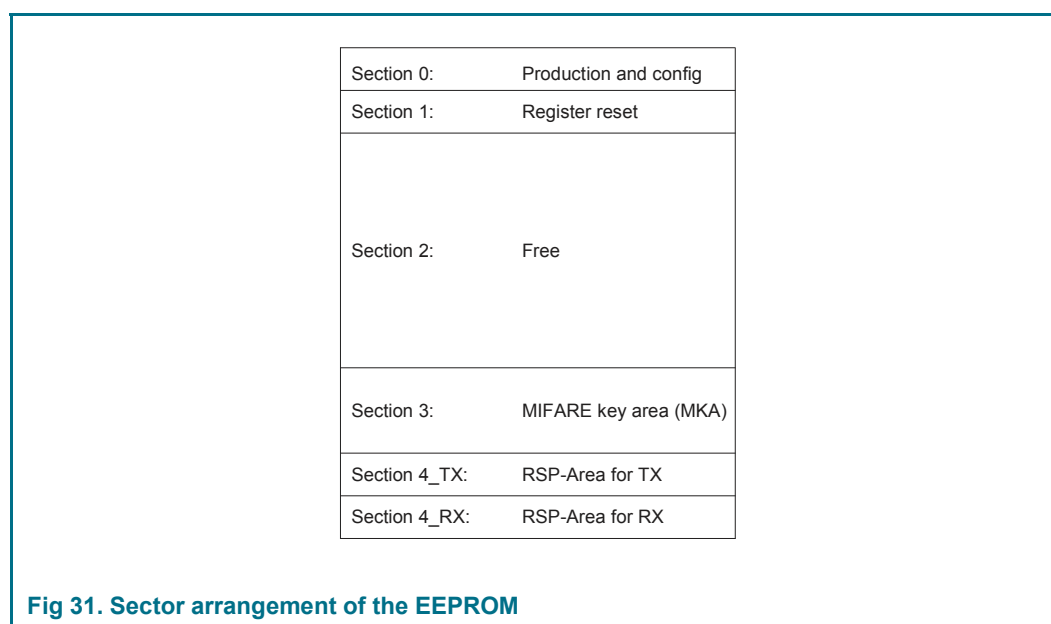 Section 0: Production and config
Section 1: Register reset
Section 2: Free
Section 3: MIFARE key area (MKA)
Section 4_TX: RSP-Area for TX
Section 4_RX: RSP-Area for RX
Fig 31. Sector arrangement of the EEPROM